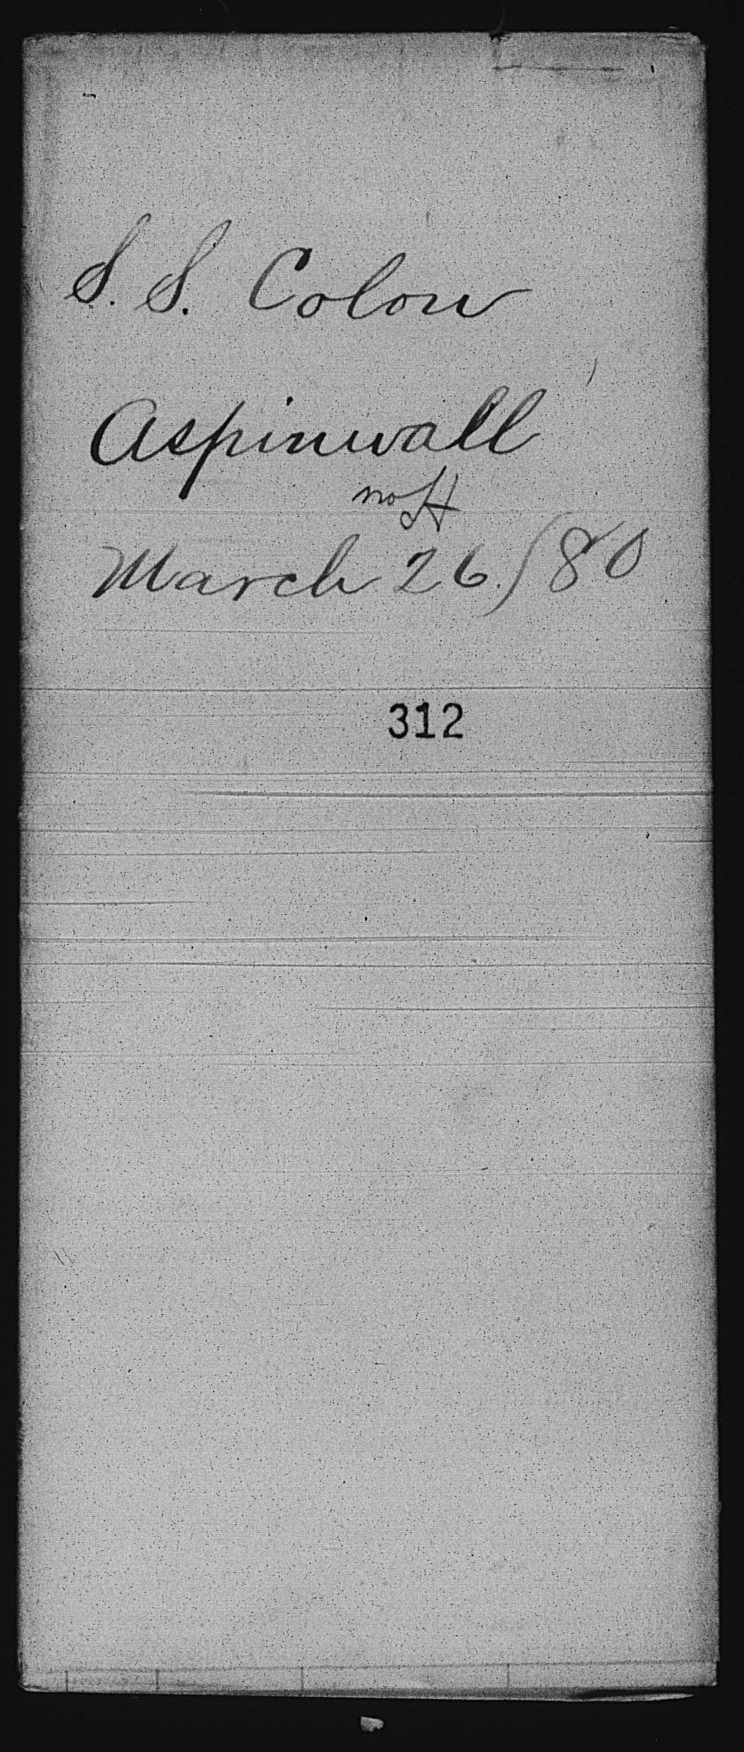 S. S. Colon
Aspinwall
no H
March 26./80
312